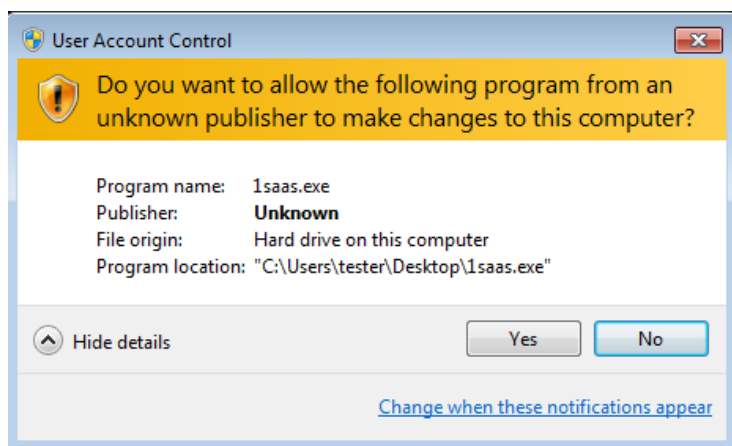 User Account Control
Do you want to allow the following program from an
unknown publisher to make changes to this computer?
Program name: 1saas.exe
Publisher: Unknown
File origin: Hard drive on this computer
Program location: "C:\Users\tester\Desktop\1saas.exe"
Hide details
Yes
No
Change when these notifications appear